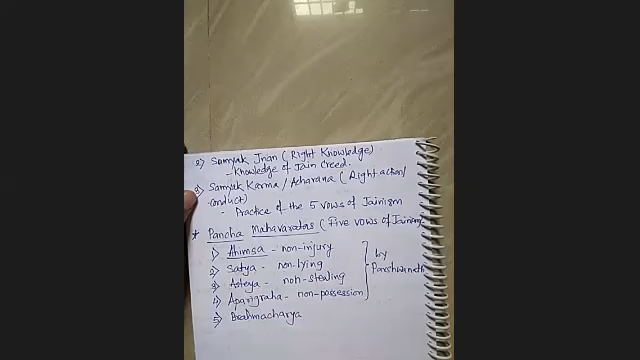 2) Samyak Jnan (Right Knowledge)
- Knowledge of Jain Creed.
3) Samyak Karma / Acharana (Right action/
conduct)
- Practice of the 5 vows of Jainism
* Pancha Mahavaratas (Five vows of Jainism)
1) Ahimsa - non-injury
2) Satya - non-lying
3) Asteya - non-stealing
4) Aparigraha - non-possession
by
Parshwanath
5) Brahmacharya